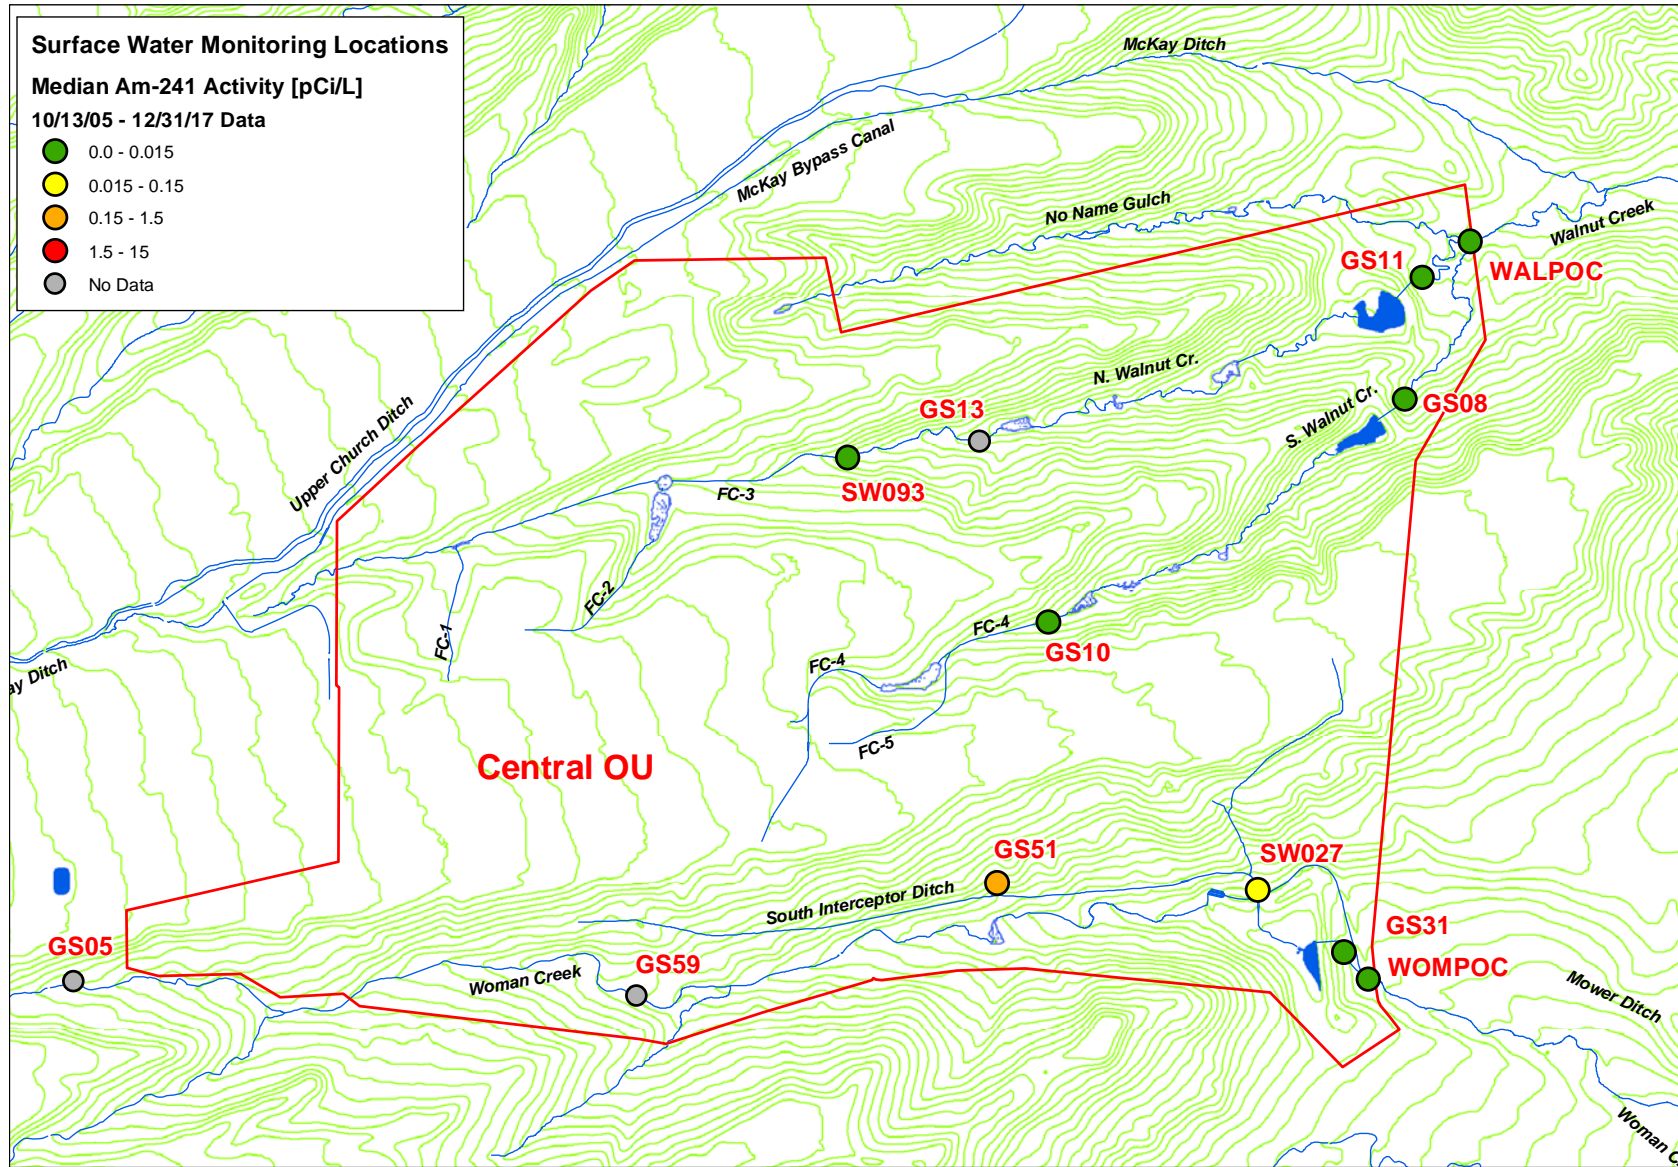 Surface Water Monitoring Locations
Median Am-241 Activity [pCi/L]
10/13/05 - 12/31/17 Data
0.0 - 0.015
0.015 - 0.15
0.15 - 1.5
1.5 - 15
No Data
McKay Ditch
McKay Bypass Canal
No Name Gulch
Walnut Creek
GS11
WALPOC
N. Walnut Cr.
Upper Church Ditch
GS13
S. Walnut Cr.
GS08
SW093
FC-3
FC-2
FC-1
FC-4
GS10
FC-4
ay Ditch
FC-5
Central OU
GS51
SW027
South Interceptor Ditch
GS31
GS05
GS59
WOMPOC
Woman Creek
Mower Ditch
Woman C